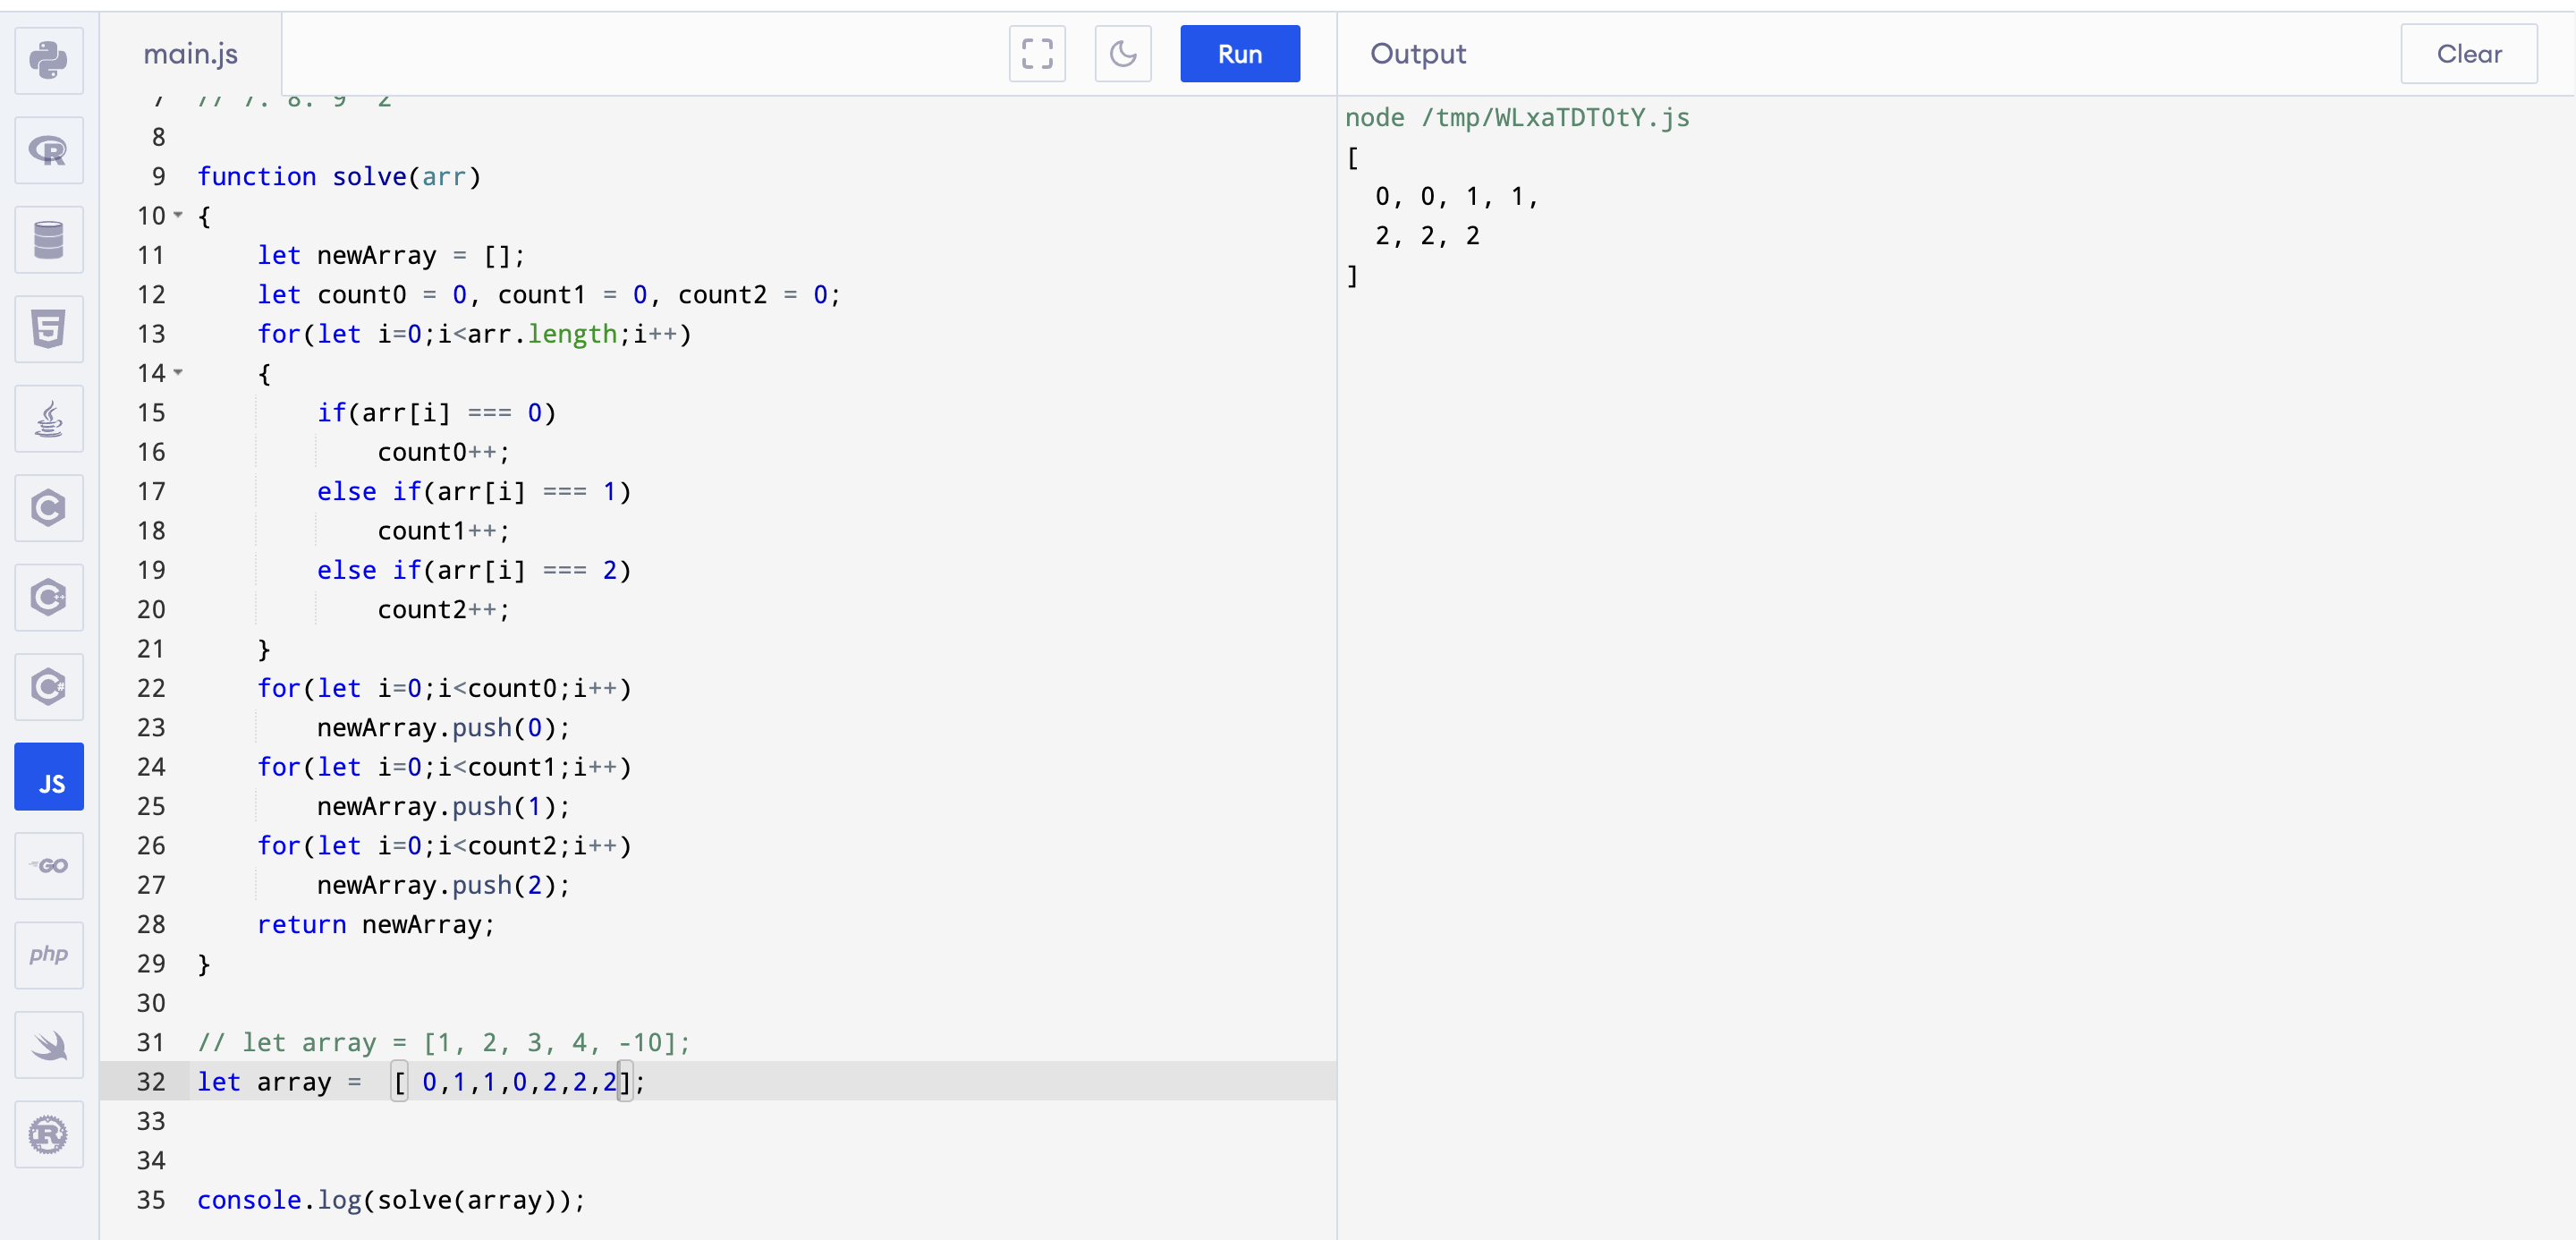 main.js
Run
Output
Clear
7 // 7. 8. 9  2
8
9 function solve(arr)
10 {
11     let newArray = [];
12     let count0 = 0, count1 = 0, count2 = 0;
13     for(let i=0;i<arr.length;i++)
14     {
15         if(arr[i] === 0)
16             count0++;
17         else if(arr[i] === 1)
18             count1++;
19         else if(arr[i] === 2)
20             count2++;
21     }
22     for(let i=0;i<count0;i++)
23         newArray.push(0);
24     for(let i=0;i<count1;i++)
25         newArray.push(1);
26     for(let i=0;i<count2;i++)
27         newArray.push(2);
28     return newArray;
29 }
30
31 // let array = [1, 2, 3, 4, -10];
32 let array =  [ 0,1,1,0,2,2,2];
33
34
35 console.log(solve(array));
node /tmp/WLxaTDT0tY.js
[
  0, 0, 1, 1,
  2, 2, 2
]
R
5
C
C++
C#
JS
GO
php
R